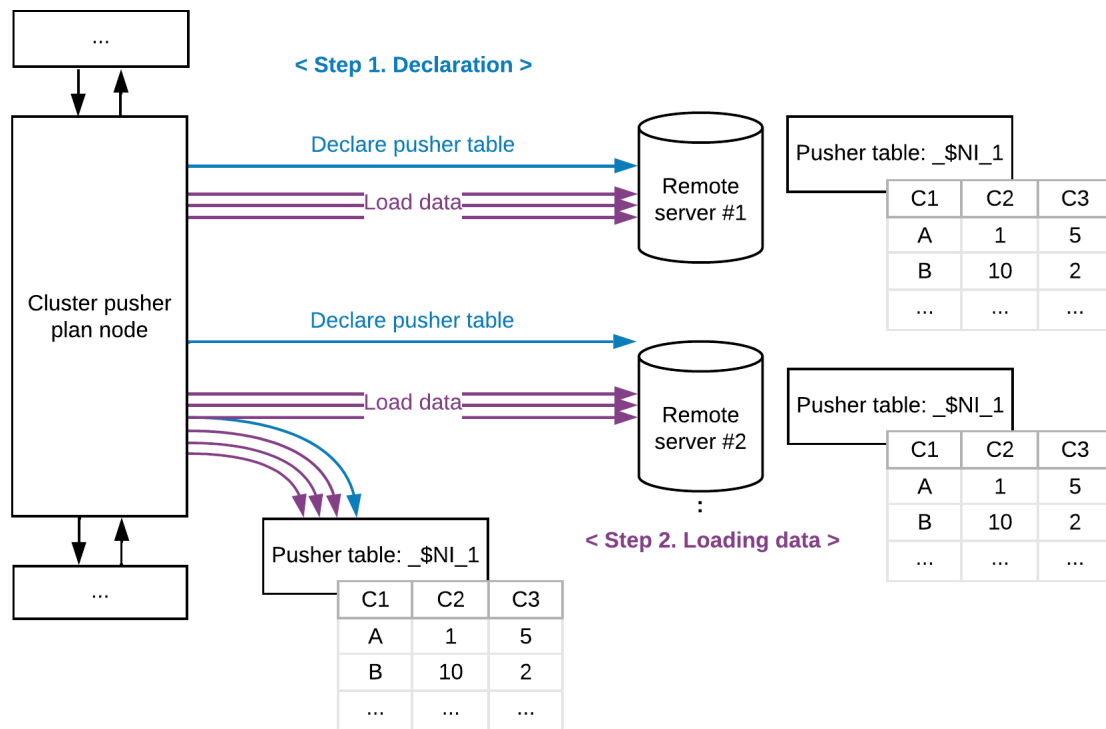 ...
< Step 1. Declaration >
Declare pusher table
Load data
Remote
server #1
Pusher table: _$NI_1
C1 C2 C3
A 1 5
B 10 2
... ... ...
Cluster pusher
plan node
Declare pusher table
Load data
Remote
server #2
Pusher table: _$NI_1
C1 C2 C3
A 1 5
B 10 2
... ... ...
:
< Step 2. Loading data >
Pusher table: _$NI_1
C1 C2 C3
A 1 5
B 10 2
... ... ...
...